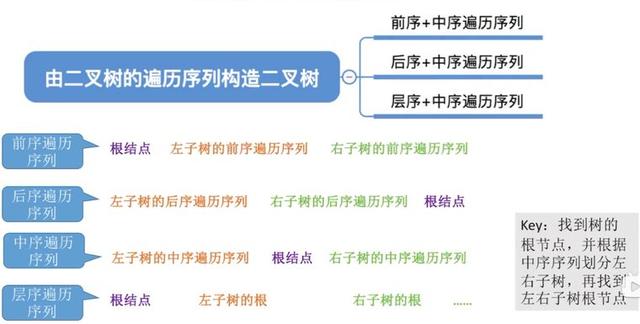 前序+中序遍历序列
由二叉树的遍历序列构造二叉树
后序+中序遍历序列
层序+中序遍历序列
前序遍历
序列
根结点 左子树的前序遍历序列 右子树的前序遍历序列
后序遍历
序列
左子树的后序遍历序列 右子树的后序遍历序列 根结点
中序遍历
序列
左子树的中序遍历序列 根结点 右子树的中序遍历序列
层序遍历
序列
根结点 左子树的根 右子树的根 ……
Key：找到树的
根节点，并根据
中序序列划分左
右子树，再找到
左右子树根节点